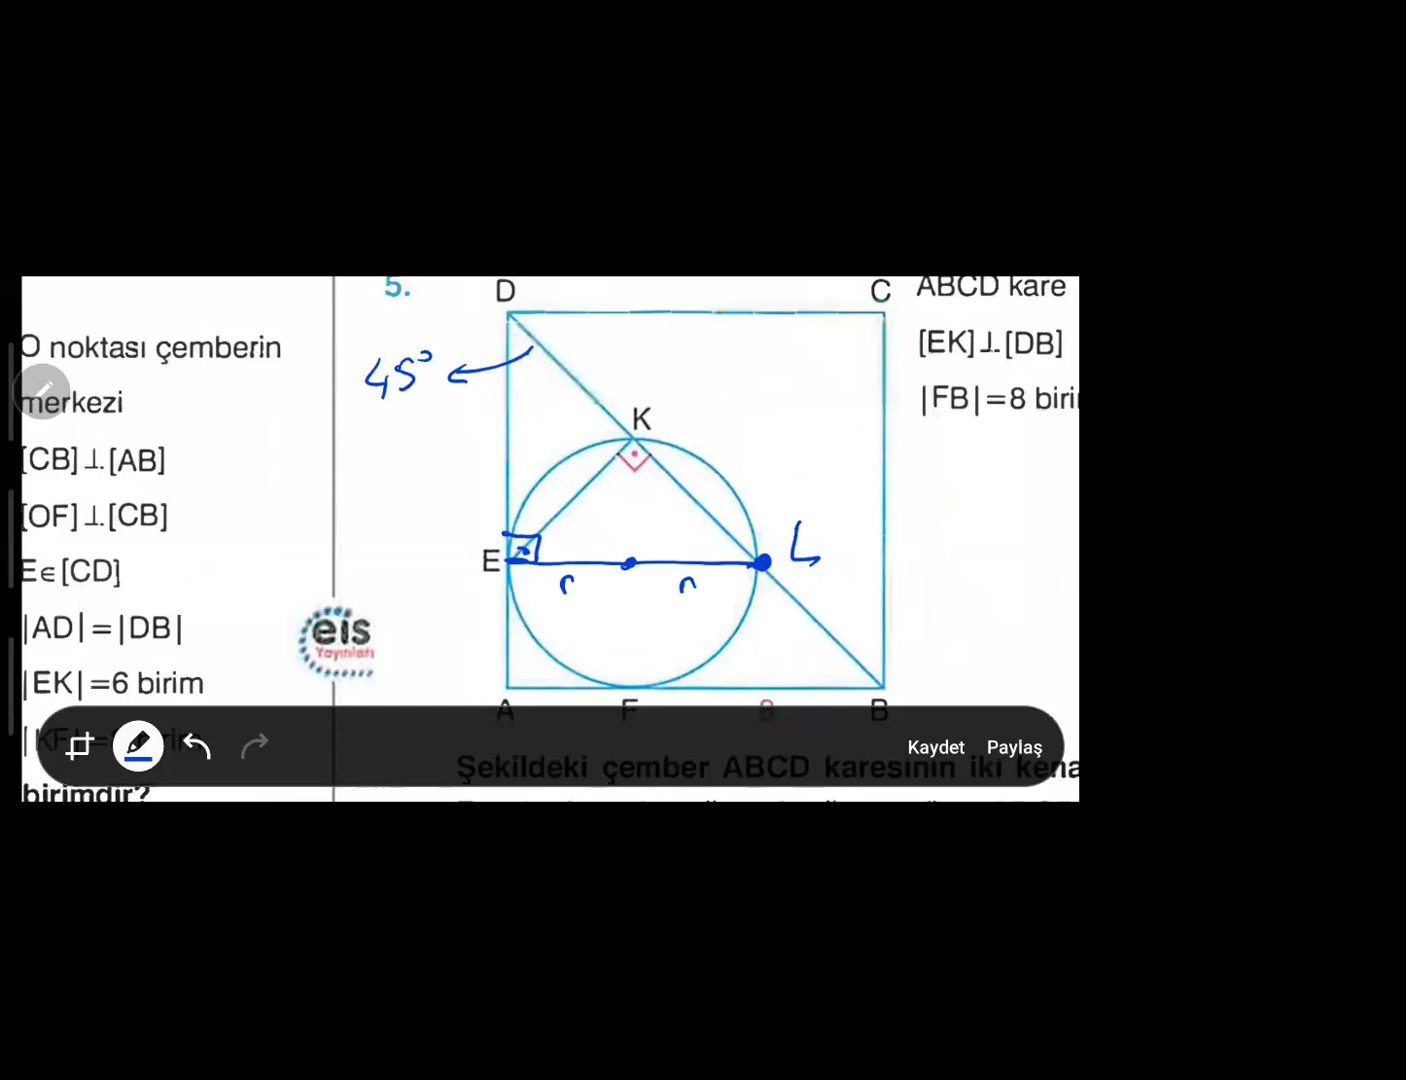 O noktası çemberin
merkezi
[CB]⊥[AB]
[OF]⊥[CB]
E∈[CD]
|AD|=|DB|
|EK|=6 birim
birimdir?
eis
Yayınları
5.
D
C
45°
K
E
r
r
L
A
F
8
B
ABCD kare
[EK]⊥[DB]
|FB|=8 biri
Şekildeki çember ABCD karesinin iki kena
Kaydet Paylaş